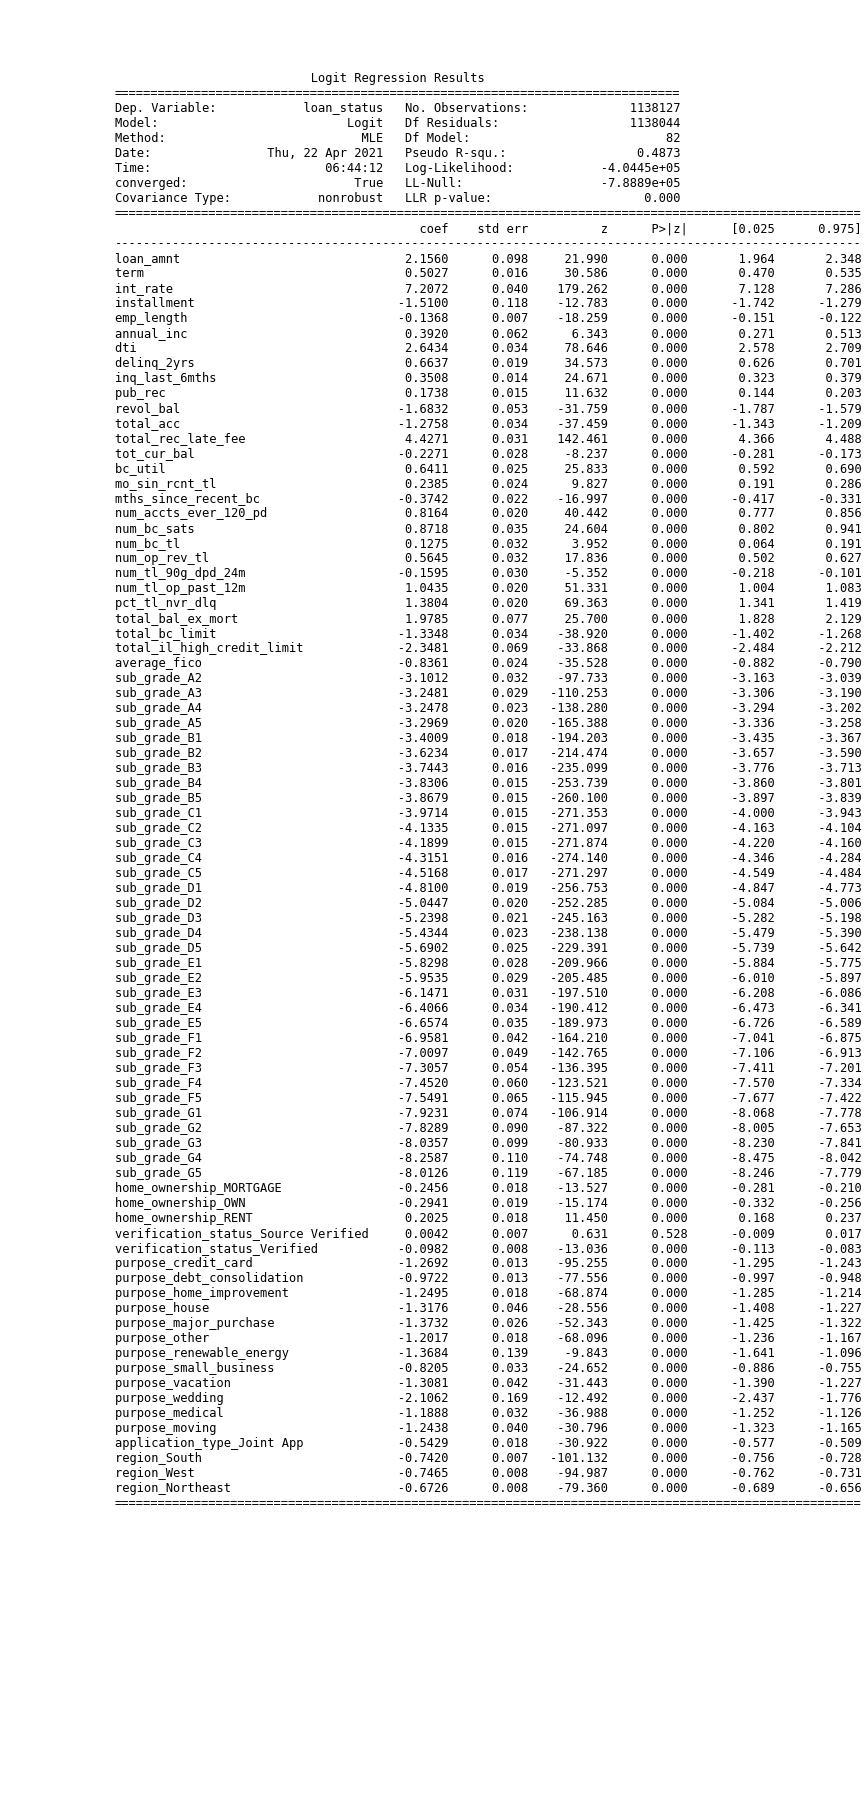 Logit Regression Results
==============================================================================
Dep. Variable:            loan_status   No. Observations:              1138127
Model:                          Logit   Df Residuals:                  1138044
Method:                           MLE   Df Model:                           82
Date:                Thu, 22 Apr 2021   Pseudo R-squ.:                  0.4873
Time:                        06:44:12   Log-Likelihood:            -4.0445e+05
converged:                       True   LL-Null:                   -7.8889e+05
Covariance Type:            nonrobust   LLR p-value:                     0.000
=======================================================================================================
coef    std err          z      P>|z|      [0.025      0.975]
-------------------------------------------------------------------------------------------------------
loan_amnt 2.1560 0.098 21.990 0.000 1.964 2.348
term 0.5027 0.016 30.586 0.000 0.470 0.535
int_rate 7.2072 0.040 179.262 0.000 7.128 7.286
installment -1.5100 0.118 -12.783 0.000 -1.742 -1.279
emp_length -0.1368 0.007 -18.259 0.000 -0.151 -0.122
annual_inc 0.3920 0.062 6.343 0.000 0.271 0.513
dti 2.6434 0.034 78.646 0.000 2.578 2.709
delinq_2yrs 0.6637 0.019 34.573 0.000 0.626 0.701
inq_last_6mths 0.3508 0.014 24.671 0.000 0.323 0.379
pub_rec 0.1738 0.015 11.632 0.000 0.144 0.203
revol_bal -1.6832 0.053 -31.759 0.000 -1.787 -1.579
total_acc -1.2758 0.034 -37.459 0.000 -1.343 -1.209
total_rec_late_fee 4.4271 0.031 142.461 0.000 4.366 4.488
tot_cur_bal -0.2271 0.028 -8.237 0.000 -0.281 -0.173
bc_util 0.6411 0.025 25.833 0.000 0.592 0.690
mo_sin_rcnt_tl 0.2385 0.024 9.827 0.000 0.191 0.286
mths_since_recent_bc -0.3742 0.022 -16.997 0.000 -0.417 -0.331
num_accts_ever_120_pd 0.8164 0.020 40.442 0.000 0.777 0.856
num_bc_sats 0.8718 0.035 24.604 0.000 0.802 0.941
num_bc_tl 0.1275 0.032 3.952 0.000 0.064 0.191
num_op_rev_tl 0.5645 0.032 17.836 0.000 0.502 0.627
num_tl_90g_dpd_24m -0.1595 0.030 -5.352 0.000 -0.218 -0.101
num_tl_op_past_12m 1.0435 0.020 51.331 0.000 1.004 1.083
pct_tl_nvr_dlq 1.3804 0.020 69.363 0.000 1.341 1.419
total_bal_ex_mort 1.9785 0.077 25.700 0.000 1.828 2.129
total_bc_limit -1.3348 0.034 -38.920 0.000 -1.402 -1.268
total_il_high_credit_limit -2.3481 0.069 -33.868 0.000 -2.484 -2.212
average_fico -0.8361 0.024 -35.528 0.000 -0.882 -0.790
sub_grade_A2 -3.1012 0.032 -97.733 0.000 -3.163 -3.039
sub_grade_A3 -3.2481 0.029 -110.253 0.000 -3.306 -3.190
sub_grade_A4 -3.2478 0.023 -138.280 0.000 -3.294 -3.202
sub_grade_A5 -3.2969 0.020 -165.388 0.000 -3.336 -3.258
sub_grade_B1 -3.4009 0.018 -194.203 0.000 -3.435 -3.367
sub_grade_B2 -3.6234 0.017 -214.474 0.000 -3.657 -3.590
sub_grade_B3 -3.7443 0.016 -235.099 0.000 -3.776 -3.713
sub_grade_B4 -3.8306 0.015 -253.739 0.000 -3.860 -3.801
sub_grade_B5 -3.8679 0.015 -260.100 0.000 -3.897 -3.839
sub_grade_C1 -3.9714 0.015 -271.353 0.000 -4.000 -3.943
sub_grade_C2 -4.1335 0.015 -271.097 0.000 -4.163 -4.104
sub_grade_C3 -4.1899 0.015 -271.874 0.000 -4.220 -4.160
sub_grade_C4 -4.3151 0.016 -274.140 0.000 -4.346 -4.284
sub_grade_C5 -4.5168 0.017 -271.297 0.000 -4.549 -4.484
sub_grade_D1 -4.8100 0.019 -256.753 0.000 -4.847 -4.773
sub_grade_D2 -5.0447 0.020 -252.285 0.000 -5.084 -5.006
sub_grade_D3 -5.2398 0.021 -245.163 0.000 -5.282 -5.198
sub_grade_D4 -5.4344 0.023 -238.138 0.000 -5.479 -5.390
sub_grade_D5 -5.6902 0.025 -229.391 0.000 -5.739 -5.642
sub_grade_E1 -5.8298 0.028 -209.966 0.000 -5.884 -5.775
sub_grade_E2 -5.9535 0.029 -205.485 0.000 -6.010 -5.897
sub_grade_E3 -6.1471 0.031 -197.510 0.000 -6.208 -6.086
sub_grade_E4 -6.4066 0.034 -190.412 0.000 -6.473 -6.341
sub_grade_E5 -6.6574 0.035 -189.973 0.000 -6.726 -6.589
sub_grade_F1 -6.9581 0.042 -164.210 0.000 -7.041 -6.875
sub_grade_F2 -7.0097 0.049 -142.765 0.000 -7.106 -6.913
sub_grade_F3 -7.3057 0.054 -136.395 0.000 -7.411 -7.201
sub_grade_F4 -7.4520 0.060 -123.521 0.000 -7.570 -7.334
sub_grade_F5 -7.5491 0.065 -115.945 0.000 -7.677 -7.422
sub_grade_G1 -7.9231 0.074 -106.914 0.000 -8.068 -7.778
sub_grade_G2 -7.8289 0.090 -87.322 0.000 -8.005 -7.653
sub_grade_G3 -8.0357 0.099 -80.933 0.000 -8.230 -7.841
sub_grade_G4 -8.2587 0.110 -74.748 0.000 -8.475 -8.042
sub_grade_G5 -8.0126 0.119 -67.185 0.000 -8.246 -7.779
home_ownership_MORTGAGE -0.2456 0.018 -13.527 0.000 -0.281 -0.210
home_ownership_OWN -0.2941 0.019 -15.174 0.000 -0.332 -0.256
home_ownership_RENT 0.2025 0.018 11.450 0.000 0.168 0.237
verification_status_Source Verified 0.0042 0.007 0.631 0.528 -0.009 0.017
verification_status_Verified -0.0982 0.008 -13.036 0.000 -0.113 -0.083
purpose_credit_card -1.2692 0.013 -95.255 0.000 -1.295 -1.243
purpose_debt_consolidation -0.9722 0.013 -77.556 0.000 -0.997 -0.948
purpose_home_improvement -1.2495 0.018 -68.874 0.000 -1.285 -1.214
purpose_house -1.3176 0.046 -28.556 0.000 -1.408 -1.227
purpose_major_purchase -1.3732 0.026 -52.343 0.000 -1.425 -1.322
purpose_other -1.2017 0.018 -68.096 0.000 -1.236 -1.167
purpose_renewable_energy -1.3684 0.139 -9.843 0.000 -1.641 -1.096
purpose_small_business -0.8205 0.033 -24.652 0.000 -0.886 -0.755
purpose_vacation -1.3081 0.042 -31.443 0.000 -1.390 -1.227
purpose_wedding -2.1062 0.169 -12.492 0.000 -2.437 -1.776
purpose_medical -1.1888 0.032 -36.988 0.000 -1.252 -1.126
purpose_moving -1.2438 0.040 -30.796 0.000 -1.323 -1.165
application_type_Joint App -0.5429 0.018 -30.922 0.000 -0.577 -0.509
region_South -0.7420 0.007 -101.132 0.000 -0.756 -0.728
region_West -0.7465 0.008 -94.987 0.000 -0.762 -0.731
region_Northeast -0.6726 0.008 -79.360 0.000 -0.689 -0.656
=======================================================================================================